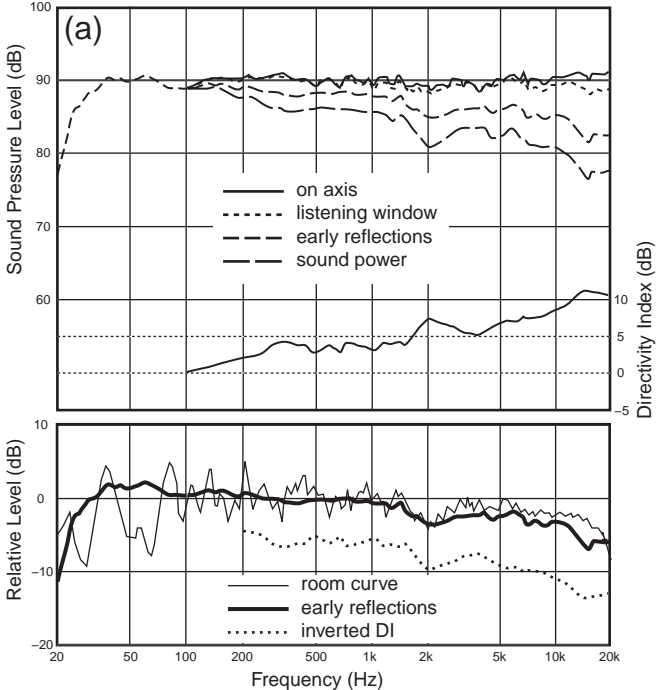 (a)
Sound Pressure Level (dB)
100
90
80
70
60
on axis
listening window
early reflections
sound power
Directivity Index (dB)
10
5
0
−5
Relative Level (dB)
10
0
−10
−20
room curve
early reflections
inverted DI
20 50 100 200 500 1k 2k 5k 10k 20k
Frequency (Hz)